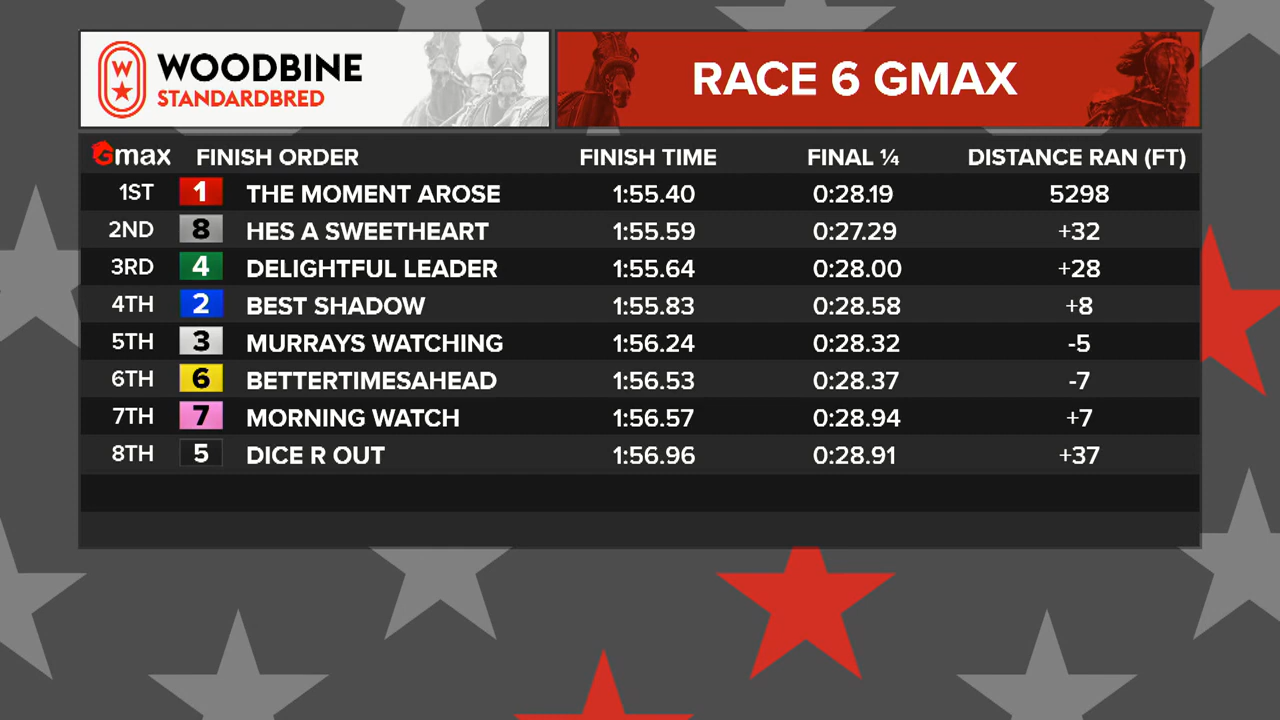 W
WOODBINE
STANDARDBRED
RACE 6 GMAX
Gmax FINISH ORDER FINISH TIME FINAL ¼ DISTANCE RAN (FT)
1ST 1 THE MOMENT AROSE 1:55.40 0:28.19 5298
2ND 8 HES A SWEETHEART 1:55.59 0:27.29 +32
3RD 4 DELIGHTFUL LEADER 1:55.64 0:28.00 +28
4TH 2 BEST SHADOW 1:55.83 0:28.58 +8
5TH 3 MURRAYS WATCHING 1:56.24 0:28.32 -5
6TH 6 BETTERTIMESAHEAD 1:56.53 0:28.37 -7
7TH 7 MORNING WATCH 1:56.57 0:28.94 +7
8TH 5 DICE R OUT 1:56.96 0:28.91 +37